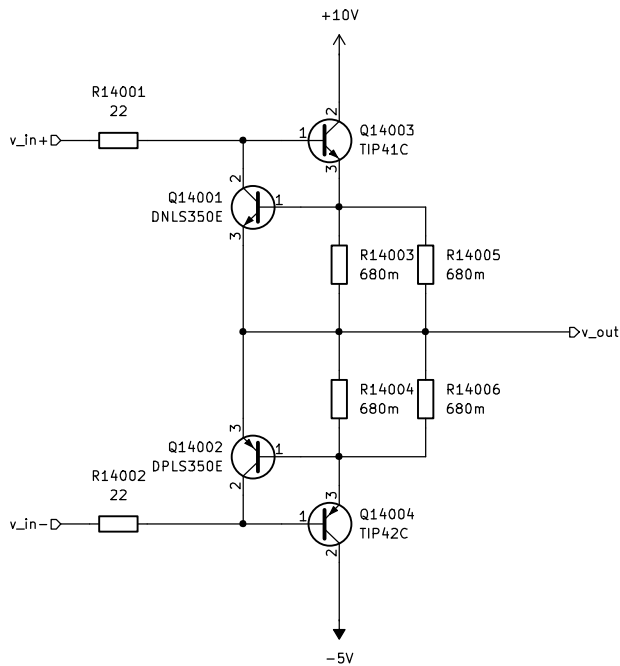 +10V
R14001
22
v_in+
2
1
Q14003
TIP41C
3
2
Q14001
DNLS350E
1
3
R14003
680m
R14005
680m
v_out
R14004
680m
R14006
680m
3
Q14002
DPLS350E
1
2
R14002
22
v_in-
3
1
Q14004
TIP42C
2
-5V